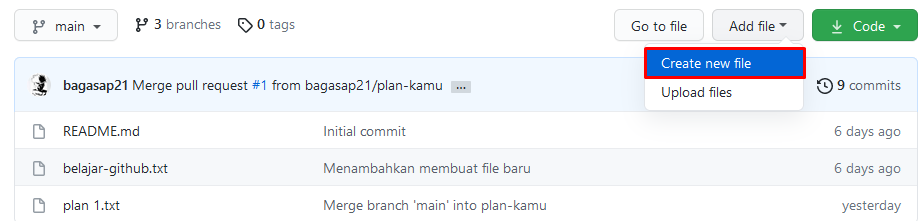 main 3 branches 0 tags Go to file Add file Code
Create new file
Upload files
bagasap21 Merge pull request #1 from bagasap21/plan-kamu ... 9 commits
README.md Initial commit 6 days ago
belajar-github.txt Menambahkan membuat file baru 6 days ago
plan 1.txt Merge branch 'main' into plan-kamu yesterday